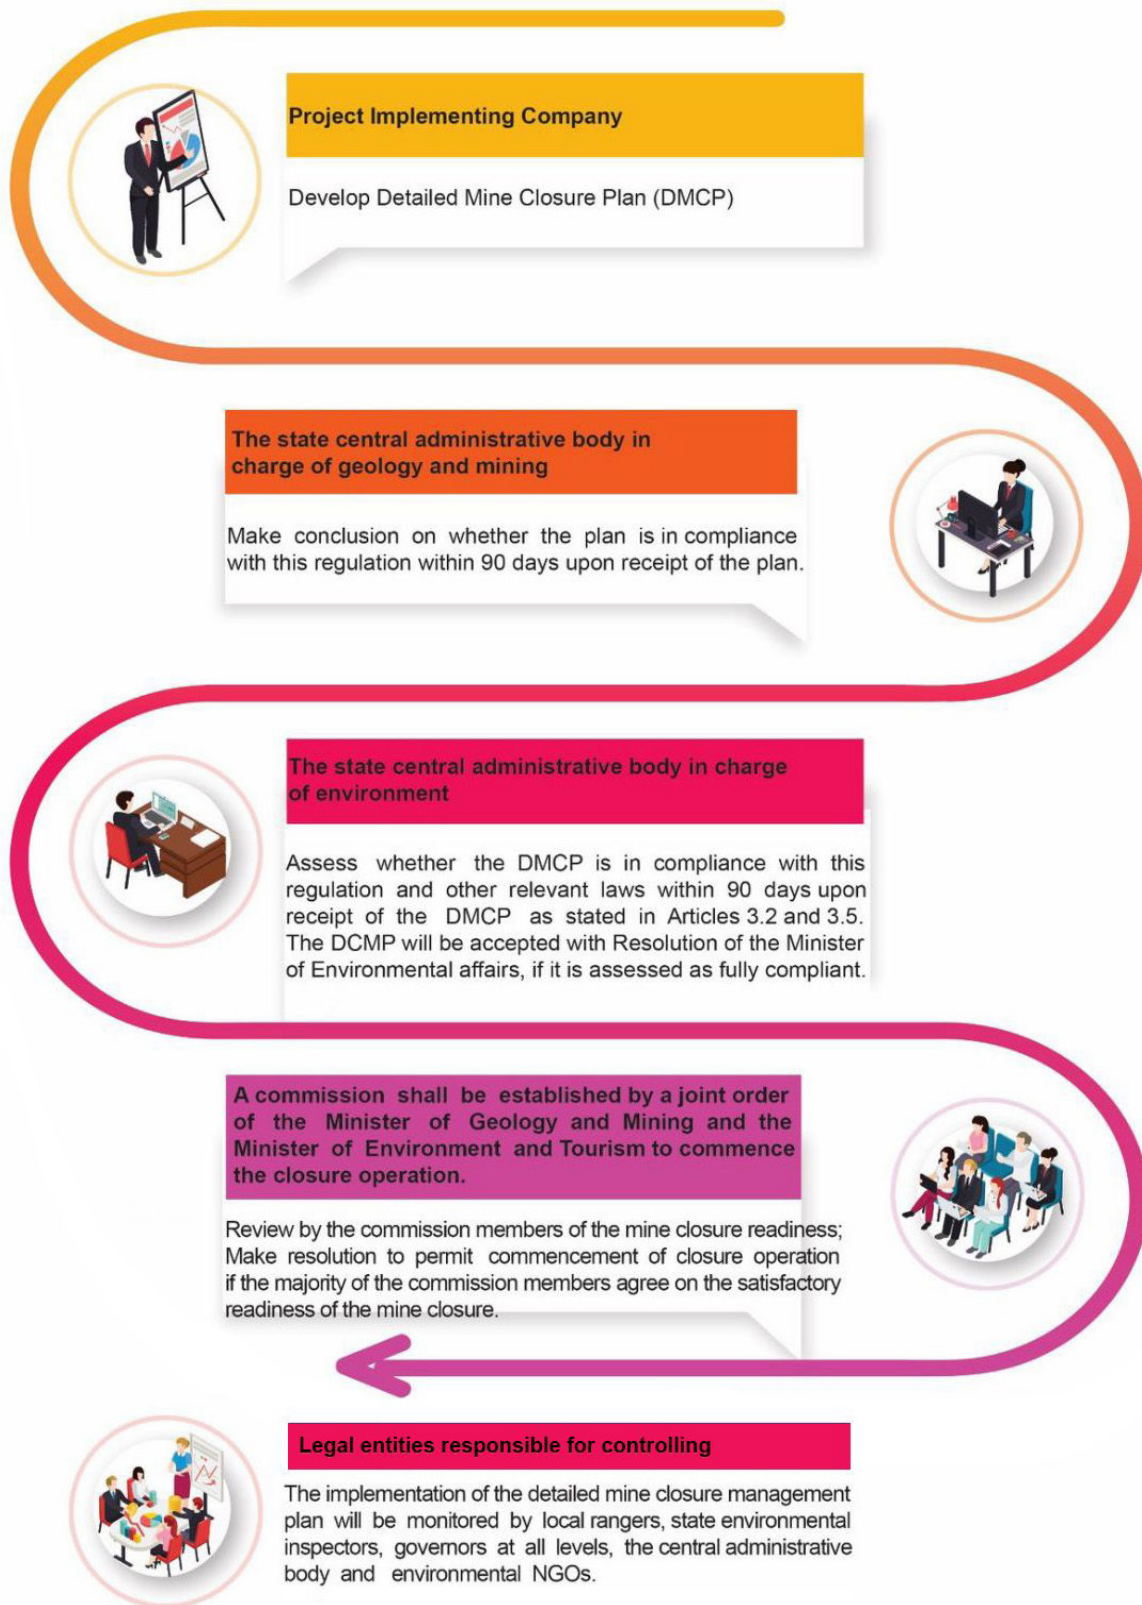 Project Implementing Company
Develop Detailed Mine Closure Plan (DMCP)
The state central administrative body in
charge of geology and mining
Make conclusion on whether the plan is in compliance
with this regulation within 90 days upon receipt of the plan.
The state central administrative body in charge
of environment
Assess whether the DMCP is in compliance with this
regulation and other relevant laws within 90 days upon
receipt of the DMCP as stated in Articles 3.2 and 3.5.
The DCMP will be accepted with Resolution of the Minister
of Environmental affairs, if it is assessed as fully compliant.
A commission shall be established by a joint order
of the Minister of Geology and Mining and the
Minister of Environment and Tourism to commence
the closure operation.
Review by the commission members of the mine closure readiness;
Make resolution to permit commencement of closure operation
if the majority of the commission members agree on the satisfactory
readiness of the mine closure.
Legal entities responsible for controlling
The implementation of the detailed mine closure management
plan will be monitored by local rangers, state environmental
inspectors, governors at all levels, the central administrative
body and environmental NGOs.